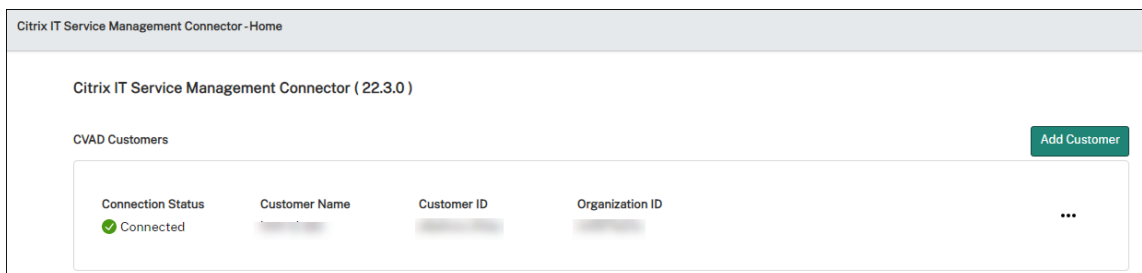 Citrix IT Service Management Connector - Home
Citrix IT Service Management Connector ( 22.3.0 )
CVAD Customers
Add Customer
Connection Status Customer Name Customer ID Organization ID
Connected